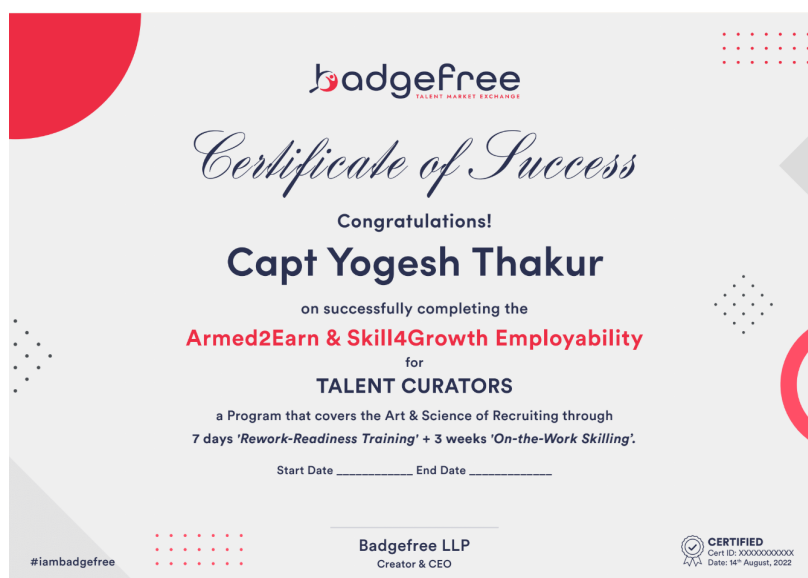 badgefree
TALENT MARKET EXCHANGE
Certificate of Success
Congratulations!
Capt Yogesh Thakur
on successfully completing the
Armed2Earn & Skill4Growth Employability
for
TALENT CURATORS
a Program that covers the Art & Science of Recruiting through
7 days 'Rework-Readiness Training' + 3 weeks 'On-the-Work Skilling'.
Start Date ____________ End Date _____________
Badgefree LLP
Creator & CEO
#iambadgefree
CERTIFIED
Cert ID: XXXXXXXXXXX
Date: 14th August, 2022